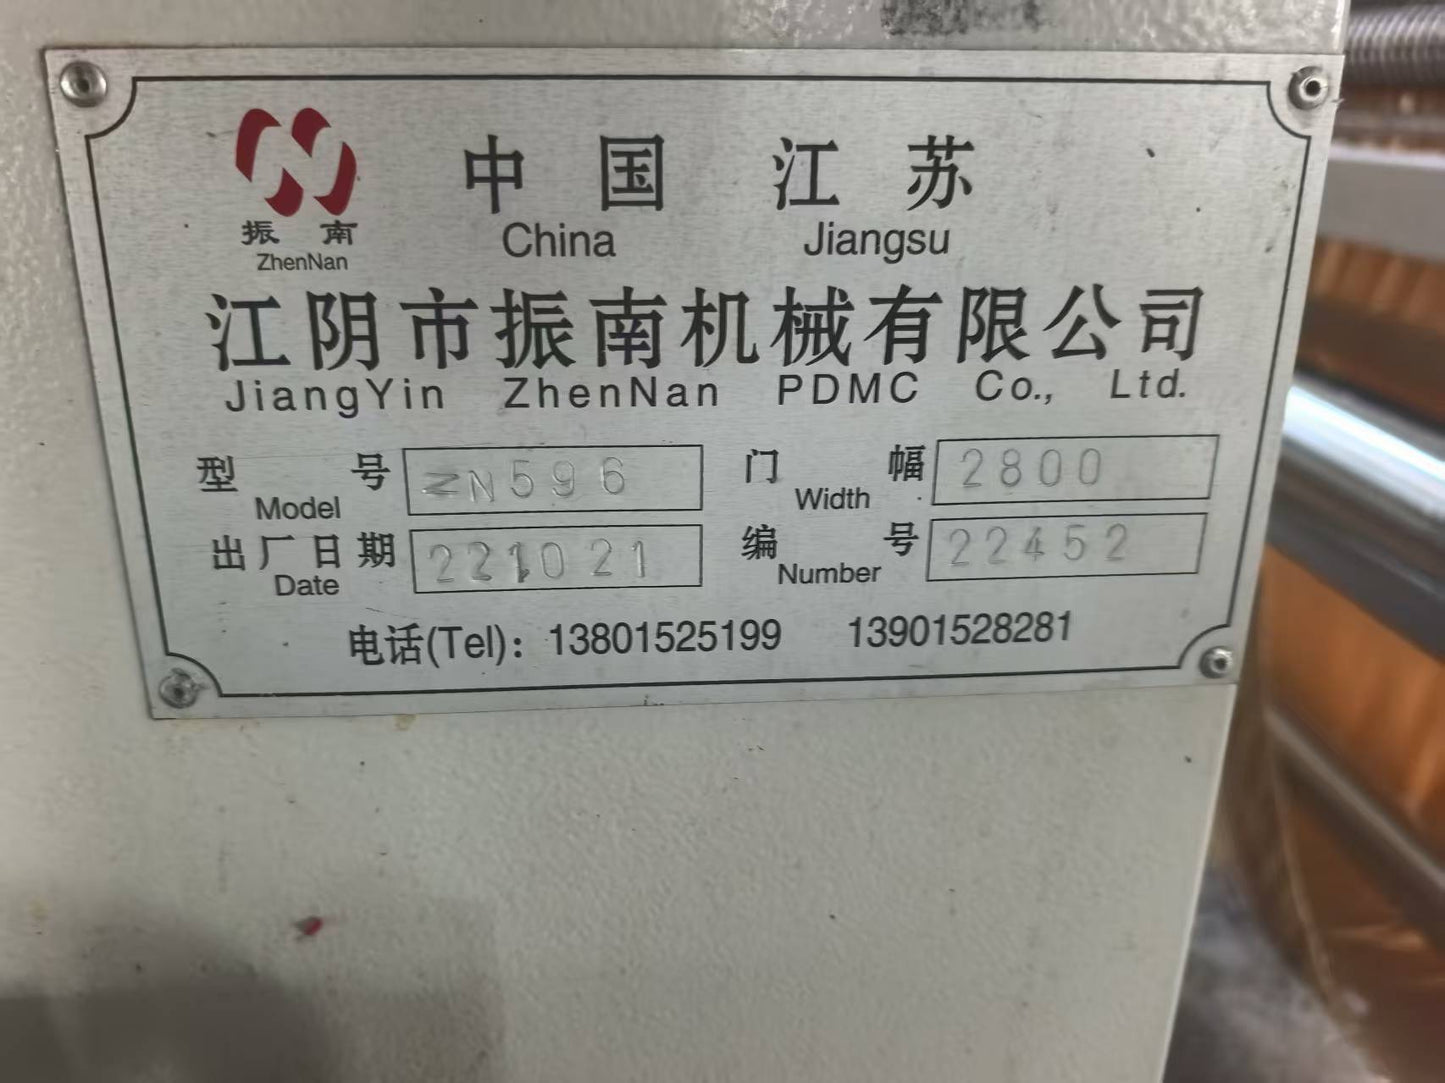 中国 江苏
China Jiangsu
振南
ZhenNan
江阴市振南机械有限公司
JiangYin ZhenNan PDMC Co., Ltd.
型号 Model ZN596 门幅 Width 2800
出厂日期 Date 221021 编号 Number 22452
电话(Tel): 13801525199 13901528281